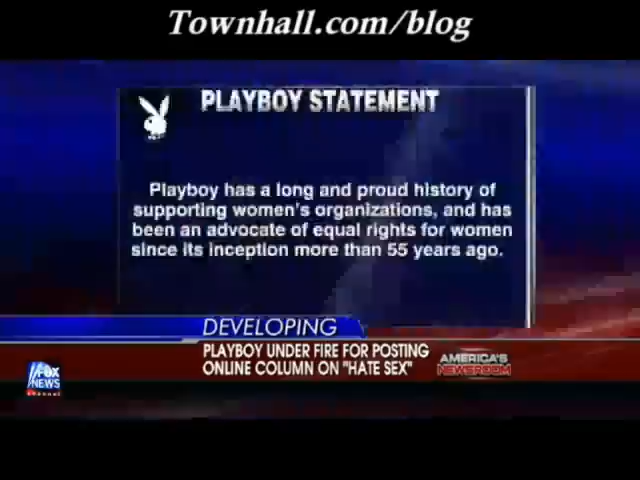 Townhall.com/blog
PLAYBOY STATEMENT
Playboy has a long and proud history of
supporting women's organizations, and has
been an advocate of equal rights for women
since its inception more than 55 years ago.
DEVELOPING
PLAYBOY UNDER FIRE FOR POSTING
ONLINE COLUMN ON "HATE SEX"
AMERICA'S
NEWSROOM
FOX
NEWS
channel